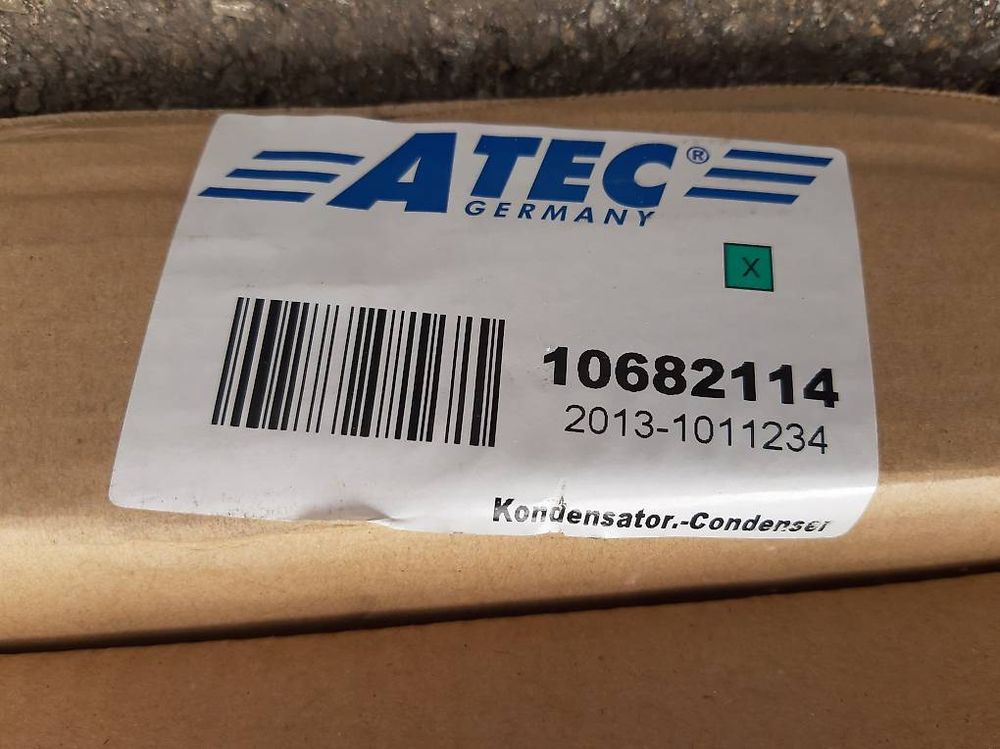 ATEC®
GERMANY
X
10682114
2013-1011234
Kondensator.-Condenser